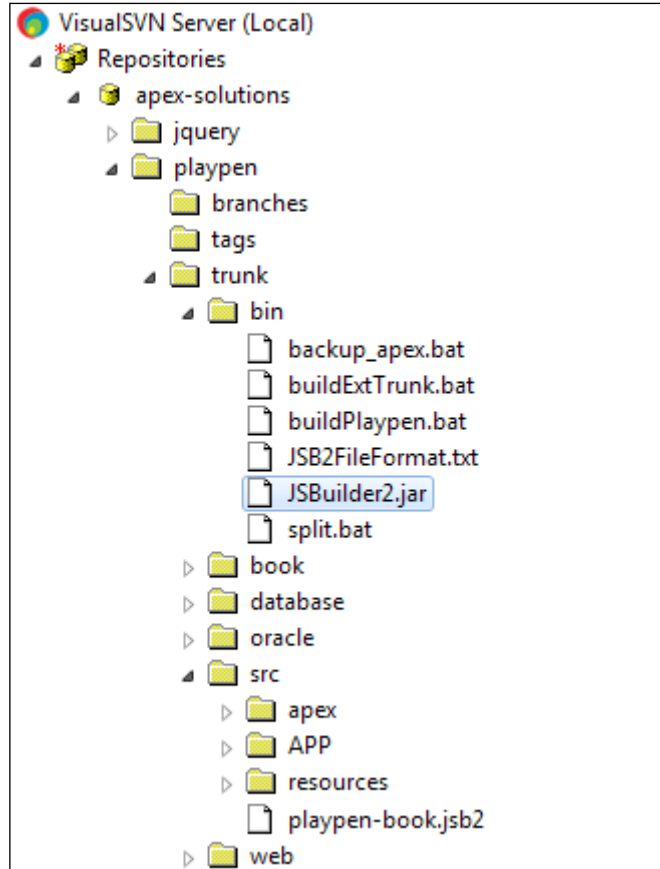 VisualSVN Server (Local)
Repositories
apex-solutions
jquery
playpen
branches
tags
trunk
bin
backup_apex.bat
buildExtTrunk.bat
buildPlaypen.bat
JSB2FileFormat.txt
JSBuilder2.jar
split.bat
book
database
oracle
src
apex
APP
resources
playpen-book.jsb2
web